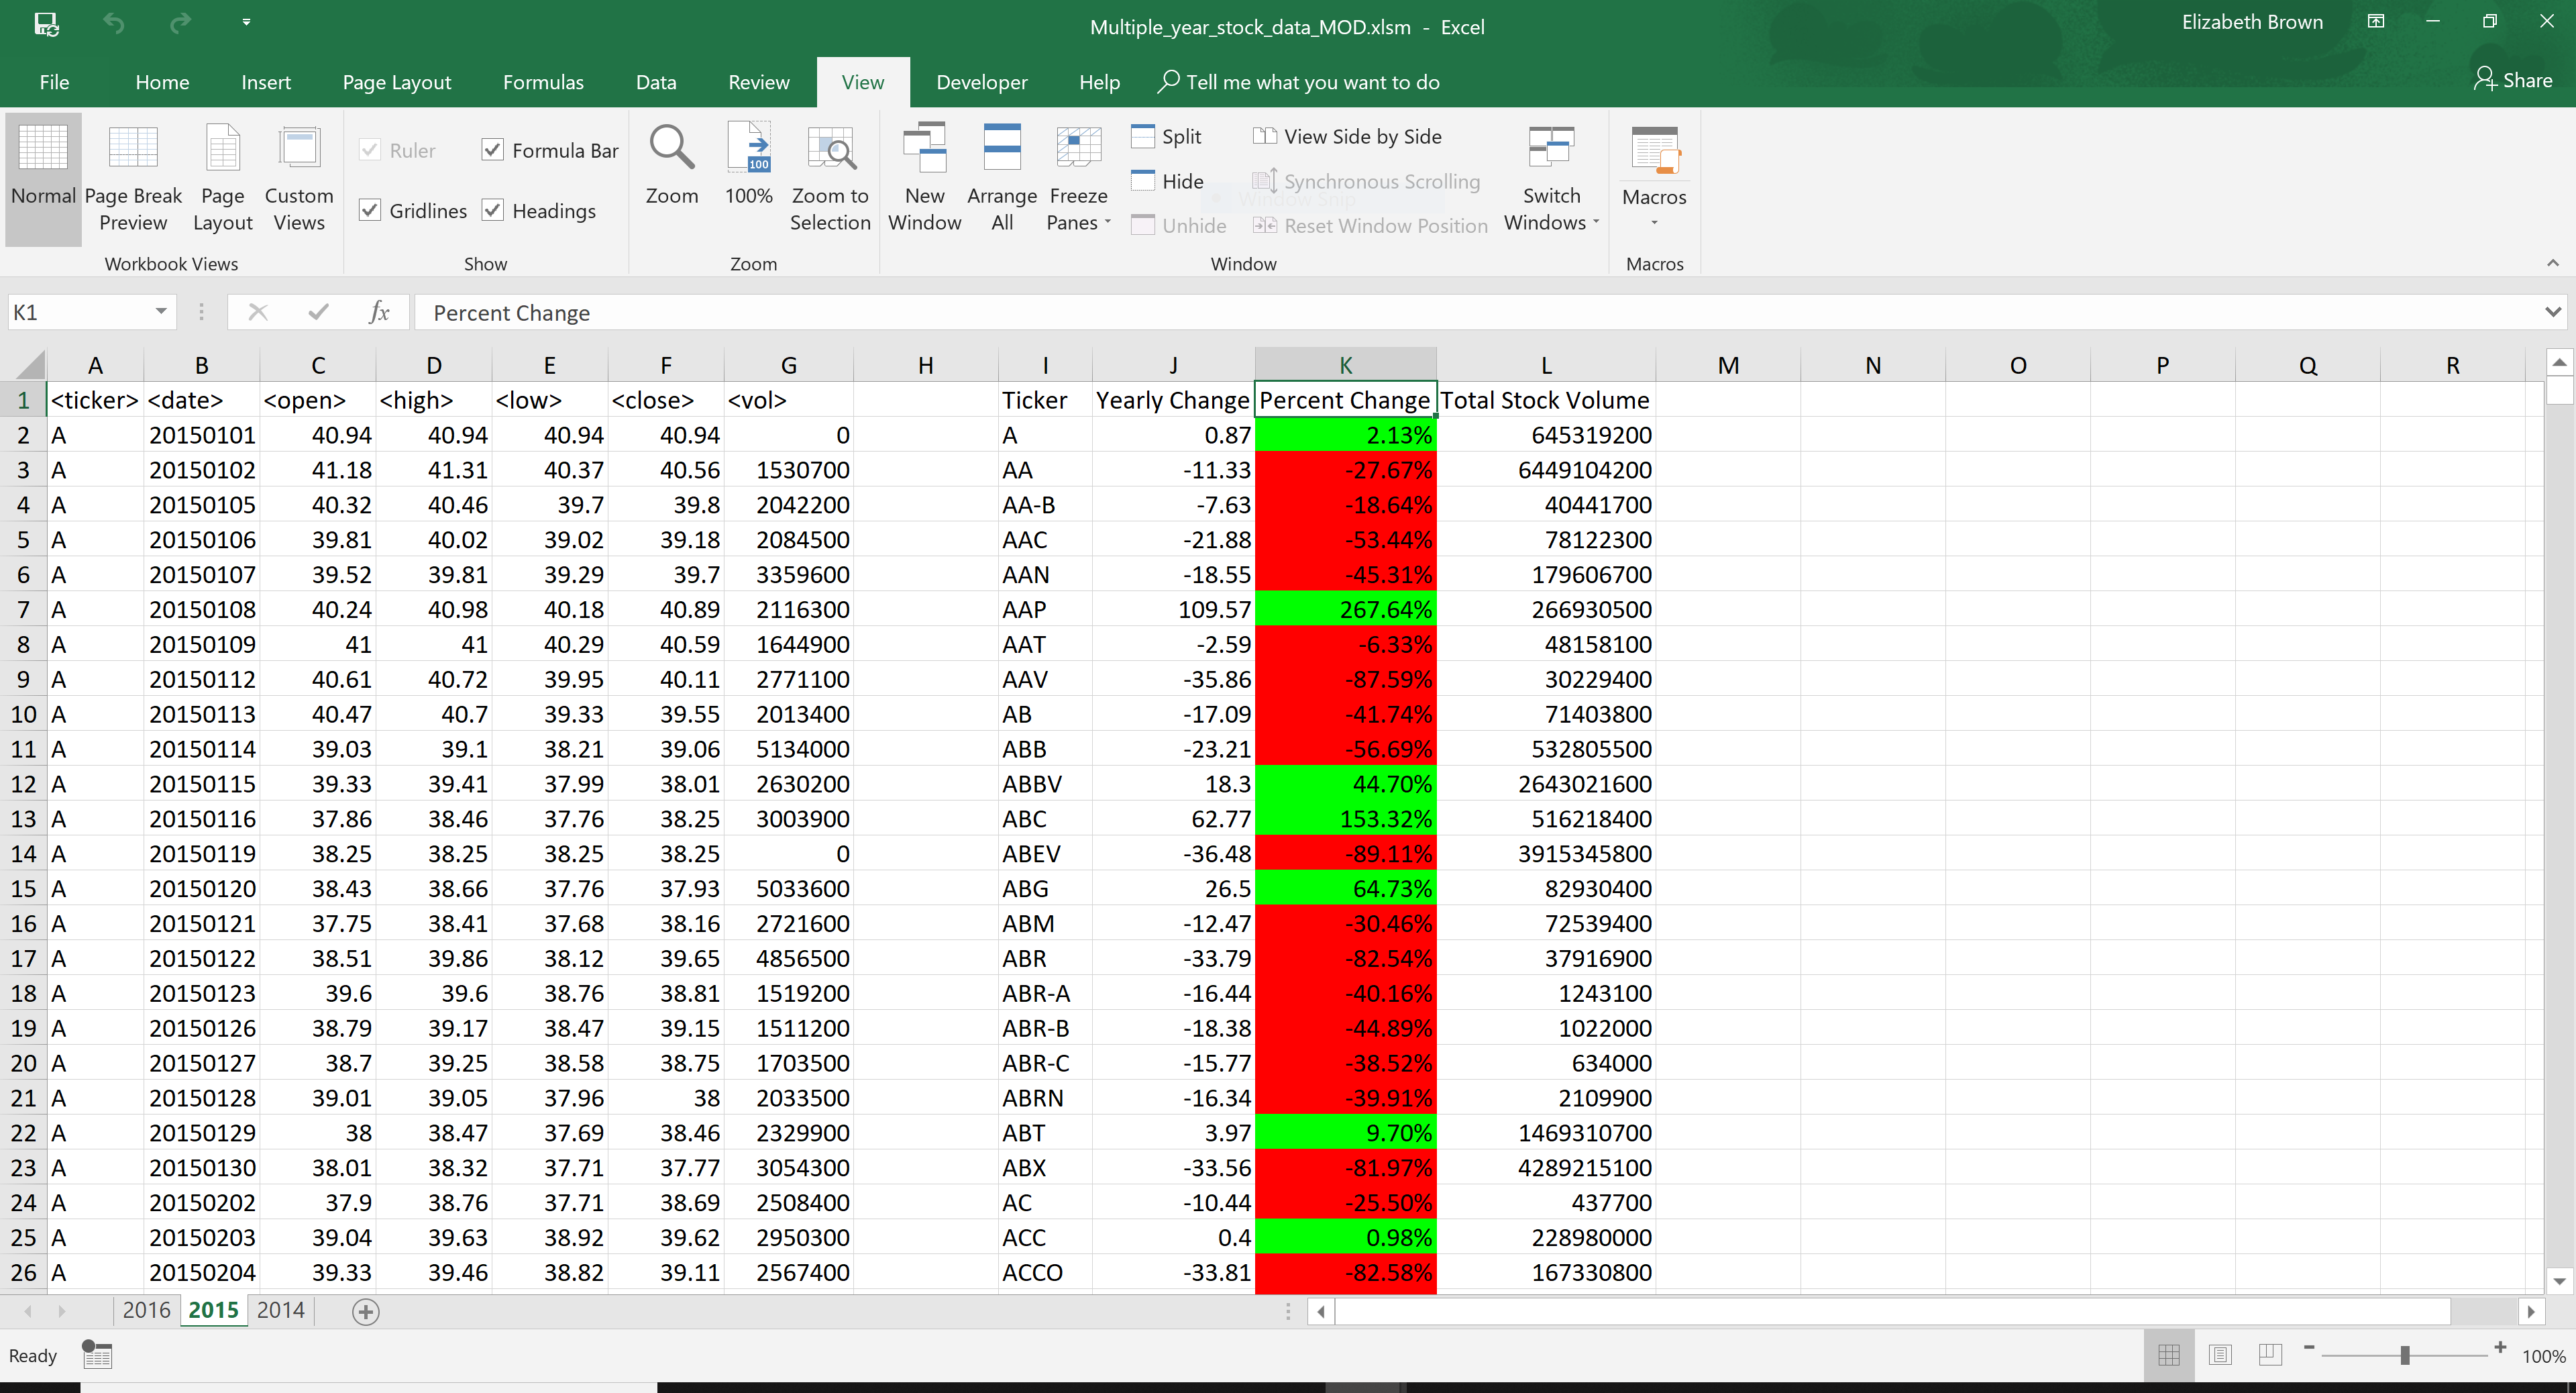 Multiple_year_stock_data_MOD.xlsm - Excel
Elizabeth Brown
File Home Insert Page Layout Formulas Data Review View Developer Help Tell me what you want to do Share
Normal Page Break Preview Page Layout Custom Views
Workbook Views
Ruler Formula Bar
Gridlines Headings
Show
Zoom 100% Zoom to Selection
Zoom
New Window Arrange All Freeze Panes
Split View Side by Side
Hide Synchronous Scrolling
Window Snip
Unhide Reset Window Position
Switch Windows
Window
Macros
Macros
K1 fx Percent Change
A B C D E F G H I J K L M N O P Q R
1 <ticker> <date> <open> <high> <low> <close> <vol> Ticker Yearly Change Percent Change Total Stock Volume
2 A 20150101 40.94 40.94 40.94 40.94 0 A 0.87 2.13% 645319200
3 A 20150102 41.18 41.31 40.37 40.56 1530700 AA -11.33 -27.67% 6449104200
4 A 20150105 40.32 40.46 39.7 39.8 2042200 AA-B -7.63 -18.64% 40441700
5 A 20150106 39.81 40.02 39.02 39.18 2084500 AAC -21.88 -53.44% 78122300
6 A 20150107 39.52 39.81 39.29 39.7 3359600 AAN -18.55 -45.31% 179606700
7 A 20150108 40.24 40.98 40.18 40.89 2116300 AAP 109.57 267.64% 266930500
8 A 20150109 41 41 40.29 40.59 1644900 AAT -2.59 -6.33% 48158100
9 A 20150112 40.61 40.72 39.95 40.11 2771100 AAV -35.86 -87.59% 30229400
10 A 20150113 40.47 40.7 39.33 39.55 2013400 AB -17.09 -41.74% 71403800
11 A 20150114 39.03 39.1 38.21 39.06 5134000 ABB -23.21 -56.69% 532805500
12 A 20150115 39.33 39.41 37.99 38.01 2630200 ABBV 18.3 44.70% 2643021600
13 A 20150116 37.86 38.46 37.76 38.25 3003900 ABC 62.77 153.32% 516218400
14 A 20150119 38.25 38.25 38.25 38.25 0 ABEV -36.48 -89.11% 3915345800
15 A 20150120 38.43 38.66 37.76 37.93 5033600 ABG 26.5 64.73% 82930400
16 A 20150121 37.75 38.41 37.68 38.16 2721600 ABM -12.47 -30.46% 72539400
17 A 20150122 38.51 39.86 38.12 39.65 4856500 ABR -33.79 -82.54% 37916900
18 A 20150123 39.6 39.6 38.76 38.81 1519200 ABR-A -16.44 -40.16% 1243100
19 A 20150126 38.79 39.17 38.47 39.15 1511200 ABR-B -18.38 -44.89% 1022000
20 A 20150127 38.7 39.25 38.58 38.75 1703500 ABR-C -15.77 -38.52% 634000
21 A 20150128 39.01 39.05 37.96 38 2033500 ABRN -16.34 -39.91% 2109900
22 A 20150129 38 38.47 37.69 38.46 2329900 ABT 3.97 9.70% 1469310700
23 A 20150130 38.01 38.32 37.71 37.77 3054300 ABX -33.56 -81.97% 4289215100
24 A 20150202 37.9 38.76 37.71 38.69 2508400 AC -10.44 -25.50% 437700
25 A 20150203 39.04 39.63 38.92 39.62 2950300 ACC 0.4 0.98% 228980000
26 A 20150204 39.33 39.46 38.82 39.11 2567400 ACCO -33.81 -82.58% 167330800
2016 2015 2014
Ready 100%